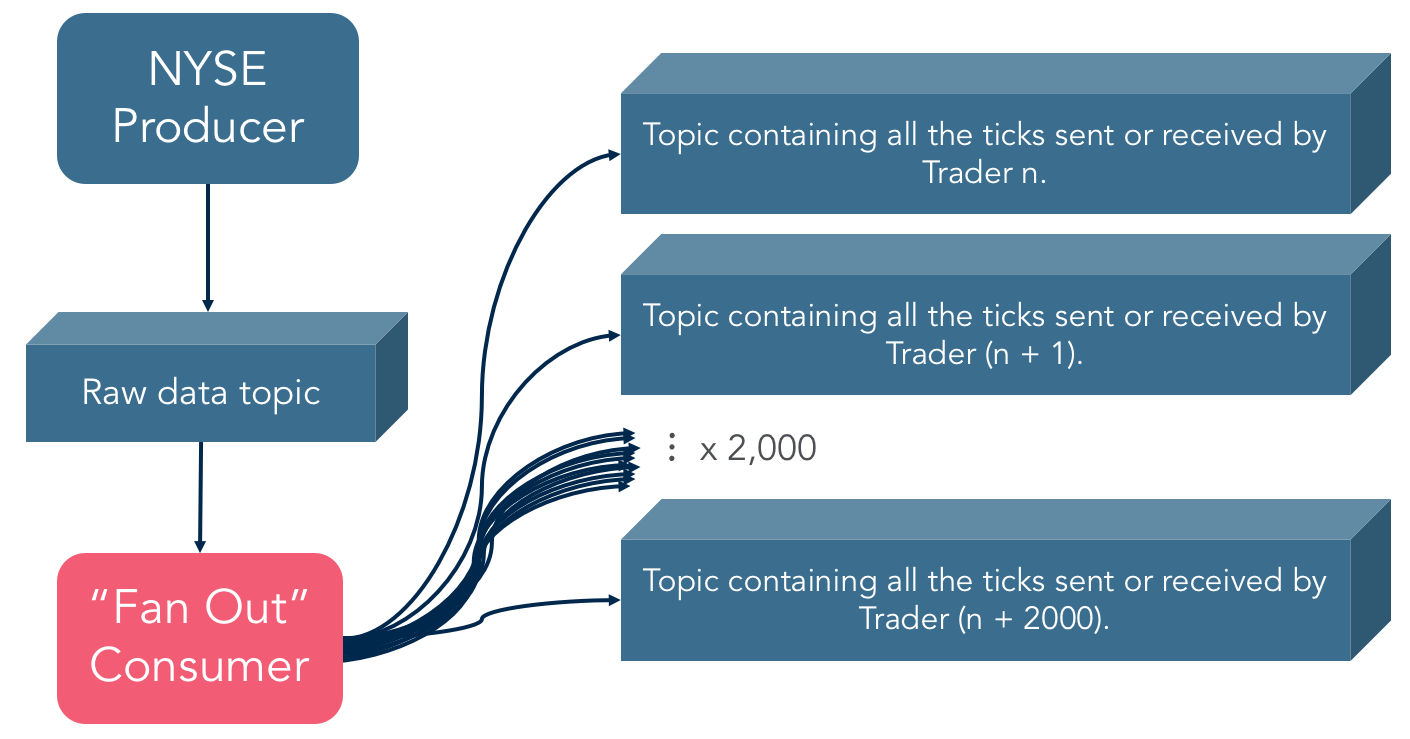 NYSE
Producer
Raw data topic
“Fan Out”
Consumer
Topic containing all the ticks sent or received by
Trader n.
Topic containing all the ticks sent or received by
Trader (n + 1).
⋮ x 2,000
Topic containing all the ticks sent or received by
Trader (n + 2000).